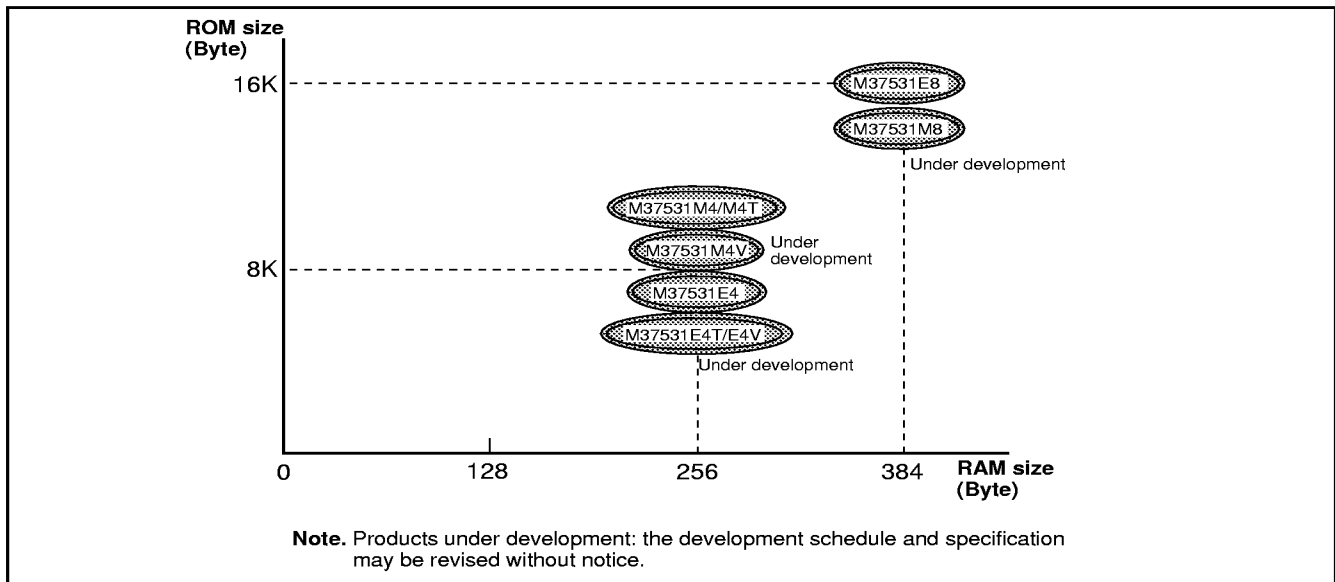 ROM size
(Byte)
16K
M37531E8
M37531M8
Under development
M37531M4/M4T
M37531M4V
Under
development
8K
M37531E4
M37531E4T/E4V
Under development
0
128
256
384
RAM size
(Byte)
Note. Products under development: the development schedule and specification
may be revised without notice.